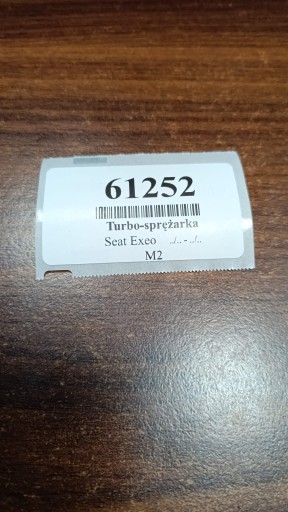 61252
Turbo-sprężarka
Seat Exeo ../.. - ../..
M2